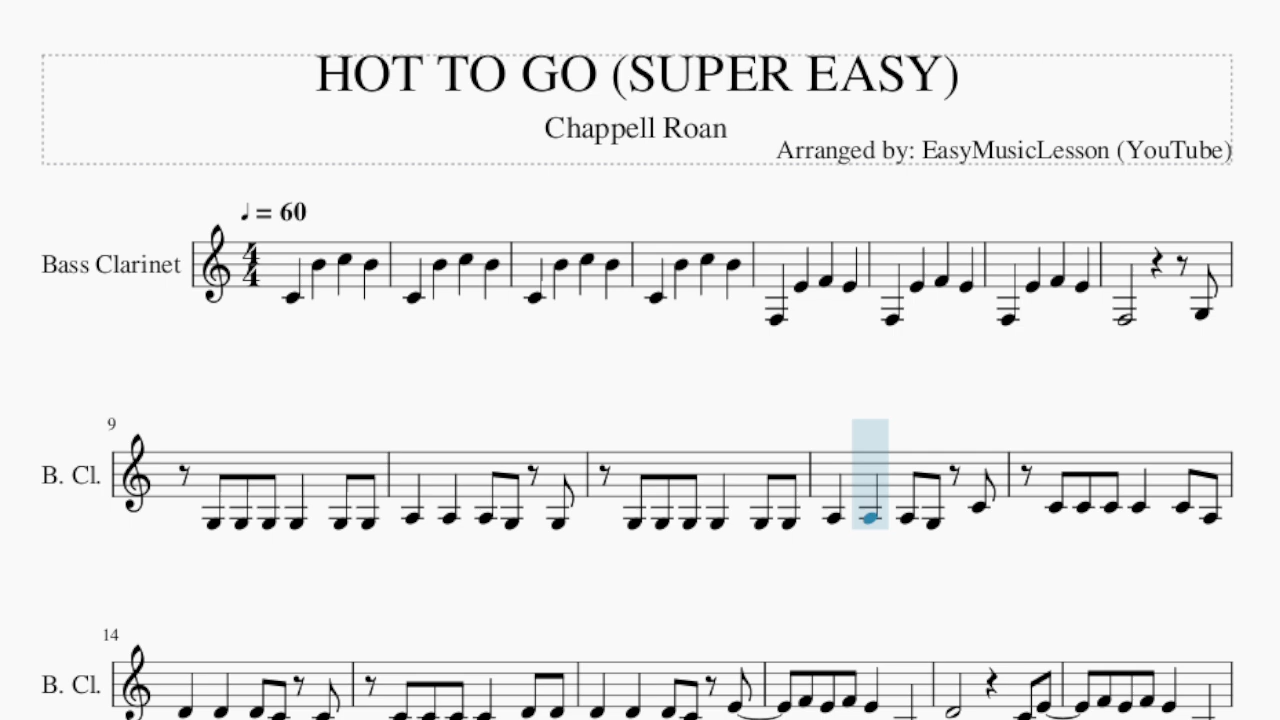 HOT TO GO (SUPER EASY)
Chappell Roan
Arranged by: EasyMusicLesson (YouTube)
♩ = 60
Bass Clarinet
4
4
9
B. Cl.
14
B. Cl.